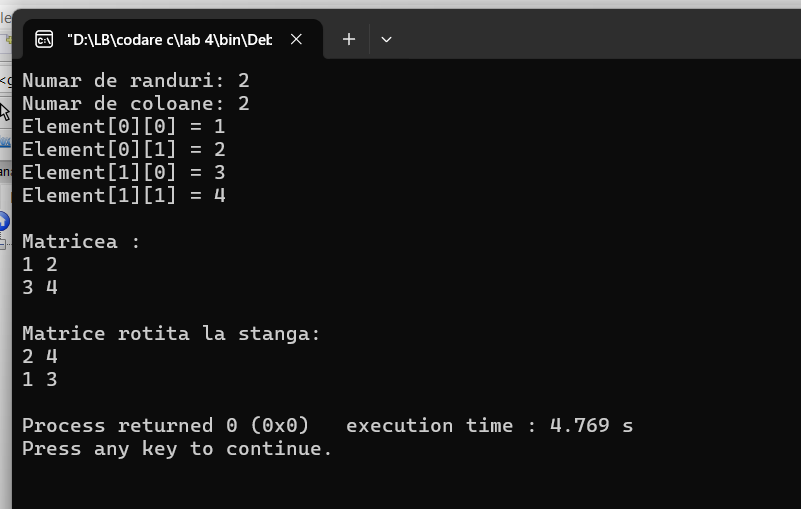 "D:\LB\codare c\lab 4\bin\Deb
Numar de randuri: 2
Numar de coloane: 2
Element[0][0] = 1
Element[0][1] = 2
Element[1][0] = 3
Element[1][1] = 4
Matricea :
1 2
3 4
Matrice rotita la stanga:
2 4
1 3
Process returned 0 (0x0)   execution time : 4.769 s
Press any key to continue.